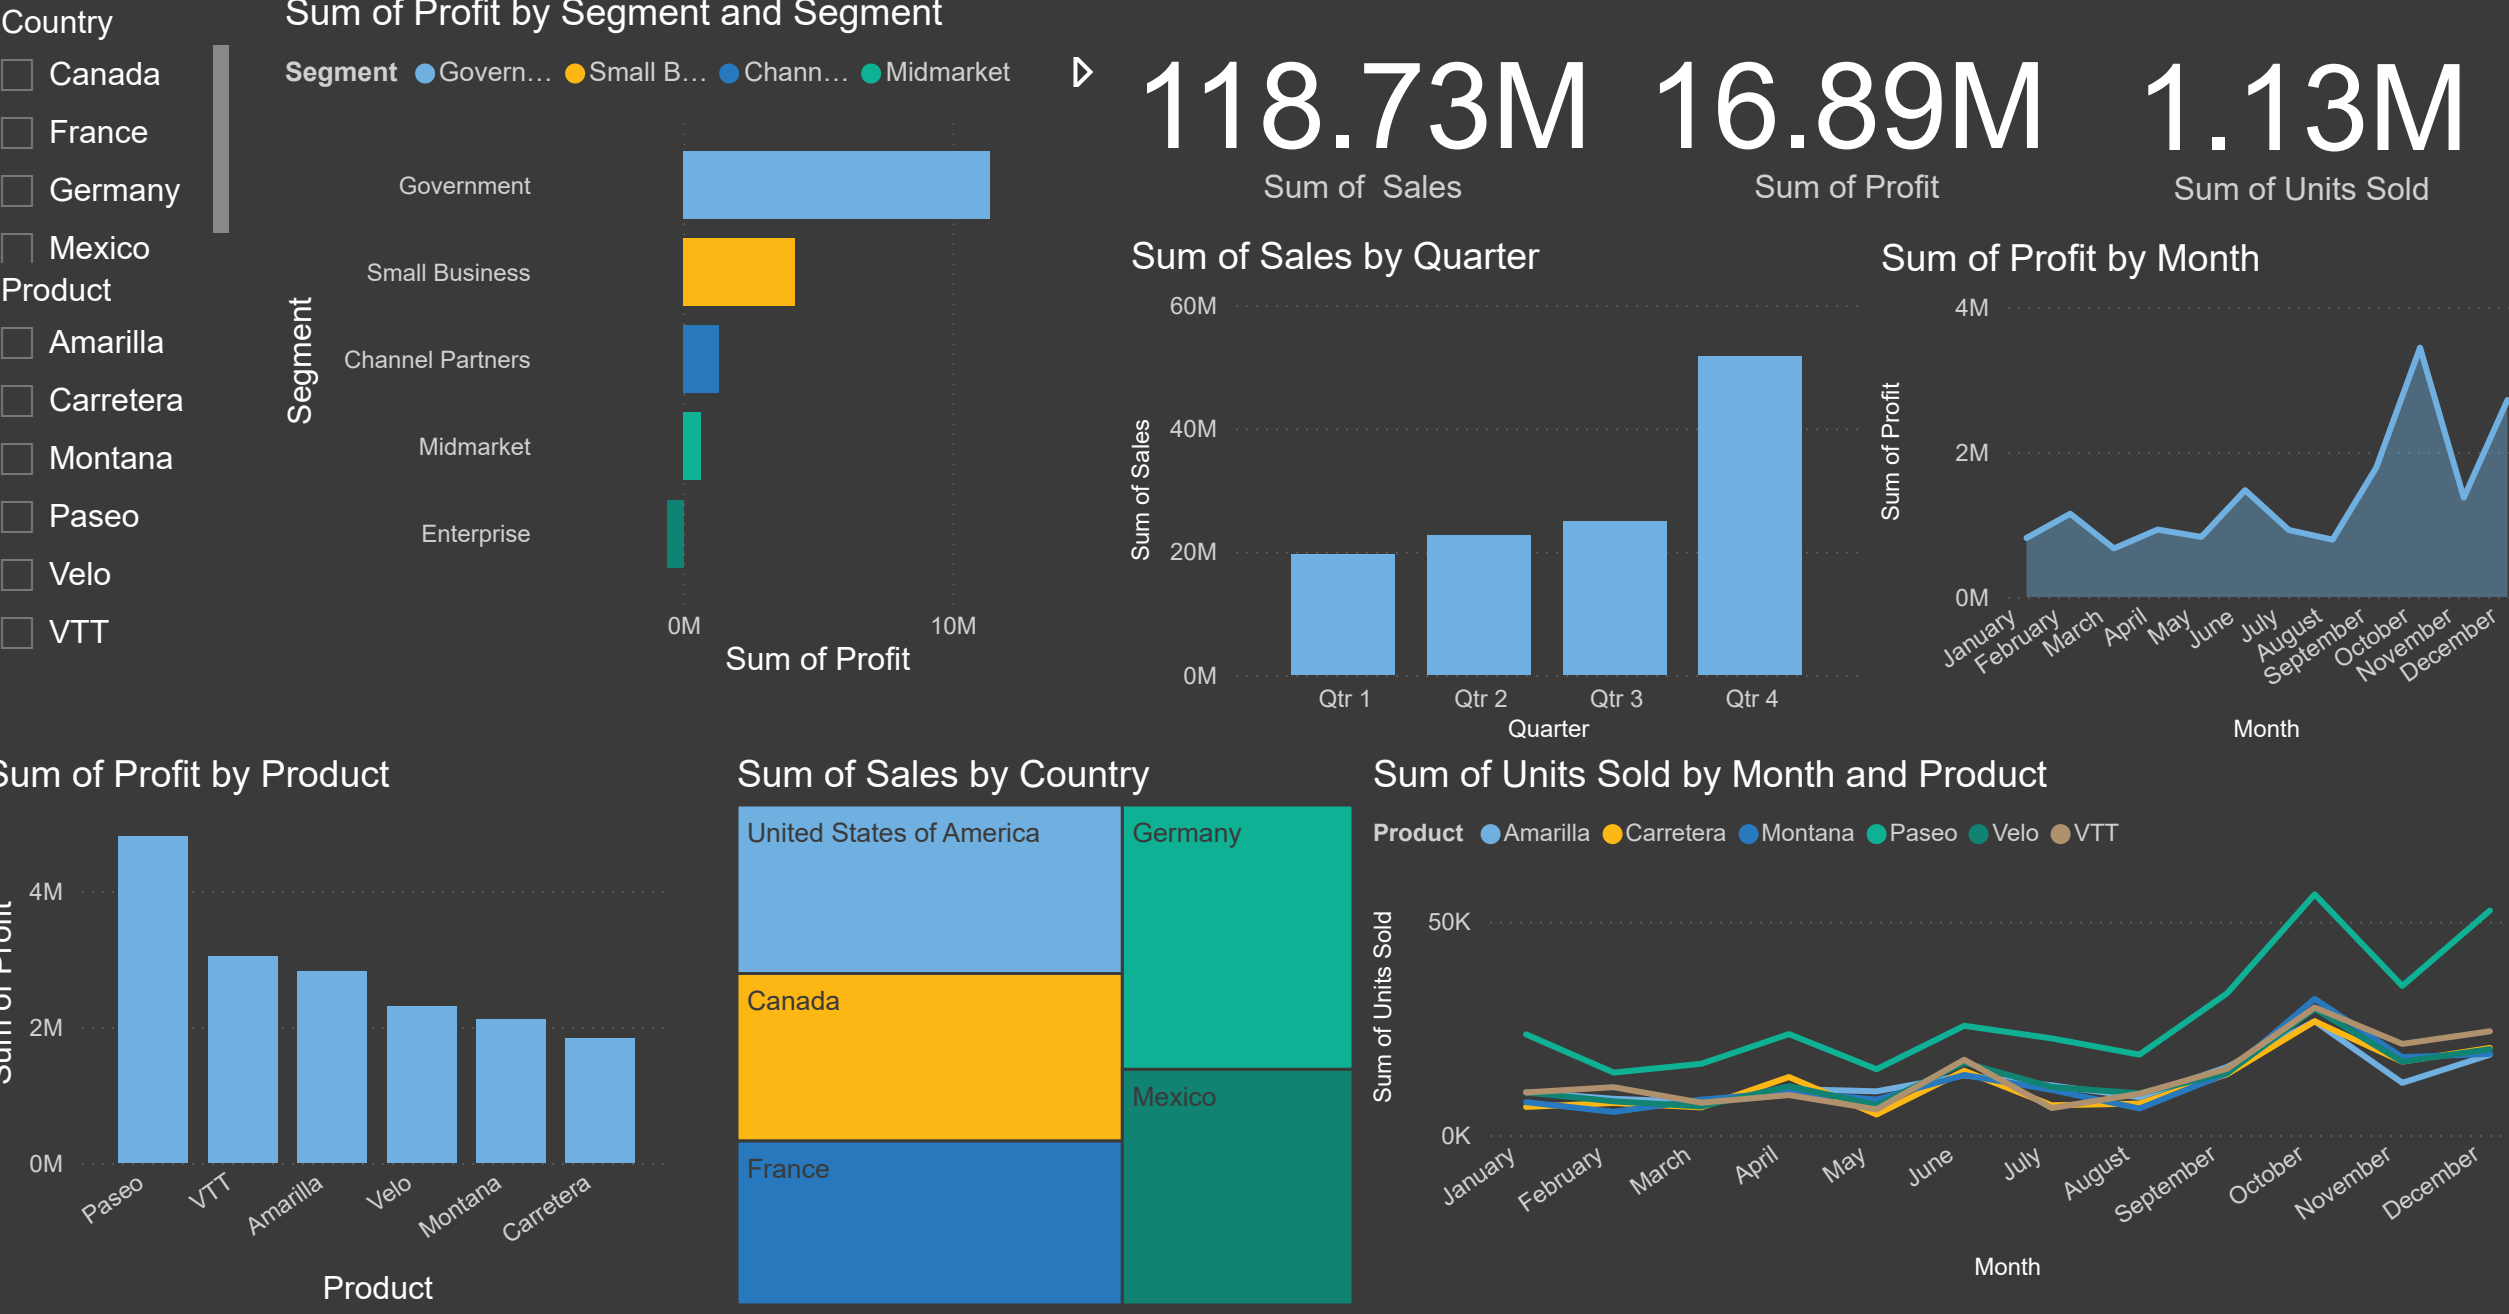 Country
Canada
France
Germany
Mexico
Product
Amarilla
Carretera
Montana
Paseo
Velo
VTT
Sum of Profit by Segment and Segment
Segment Govern… Small B… Chann… Midmarket
Segment
Government
Small Business
Channel Partners
Midmarket
Enterprise
0M 10M
Sum of Profit
118.73M
Sum of  Sales
16.89M
Sum of Profit
1.13M
Sum of Units Sold
Sum of Sales by Quarter
Sum of Sales
60M
40M
20M
0M
Qtr 1 Qtr 2 Qtr 3 Qtr 4
Quarter
Sum of Profit by Month
Sum of Profit
4M
2M
0M
January February March April May June July August September October November December
Month
Sum of Profit by Product
Sum of Profit
4M
2M
0M
Paseo VTT Amarilla Velo Montana Carretera
Product
Sum of Sales by Country
United States of America
Canada
France
Germany
Mexico
Sum of Units Sold by Month and Product
Product Amarilla Carretera Montana Paseo Velo VTT
Sum of Units Sold
50K
0K
January February March April May June July August September October November December
Month